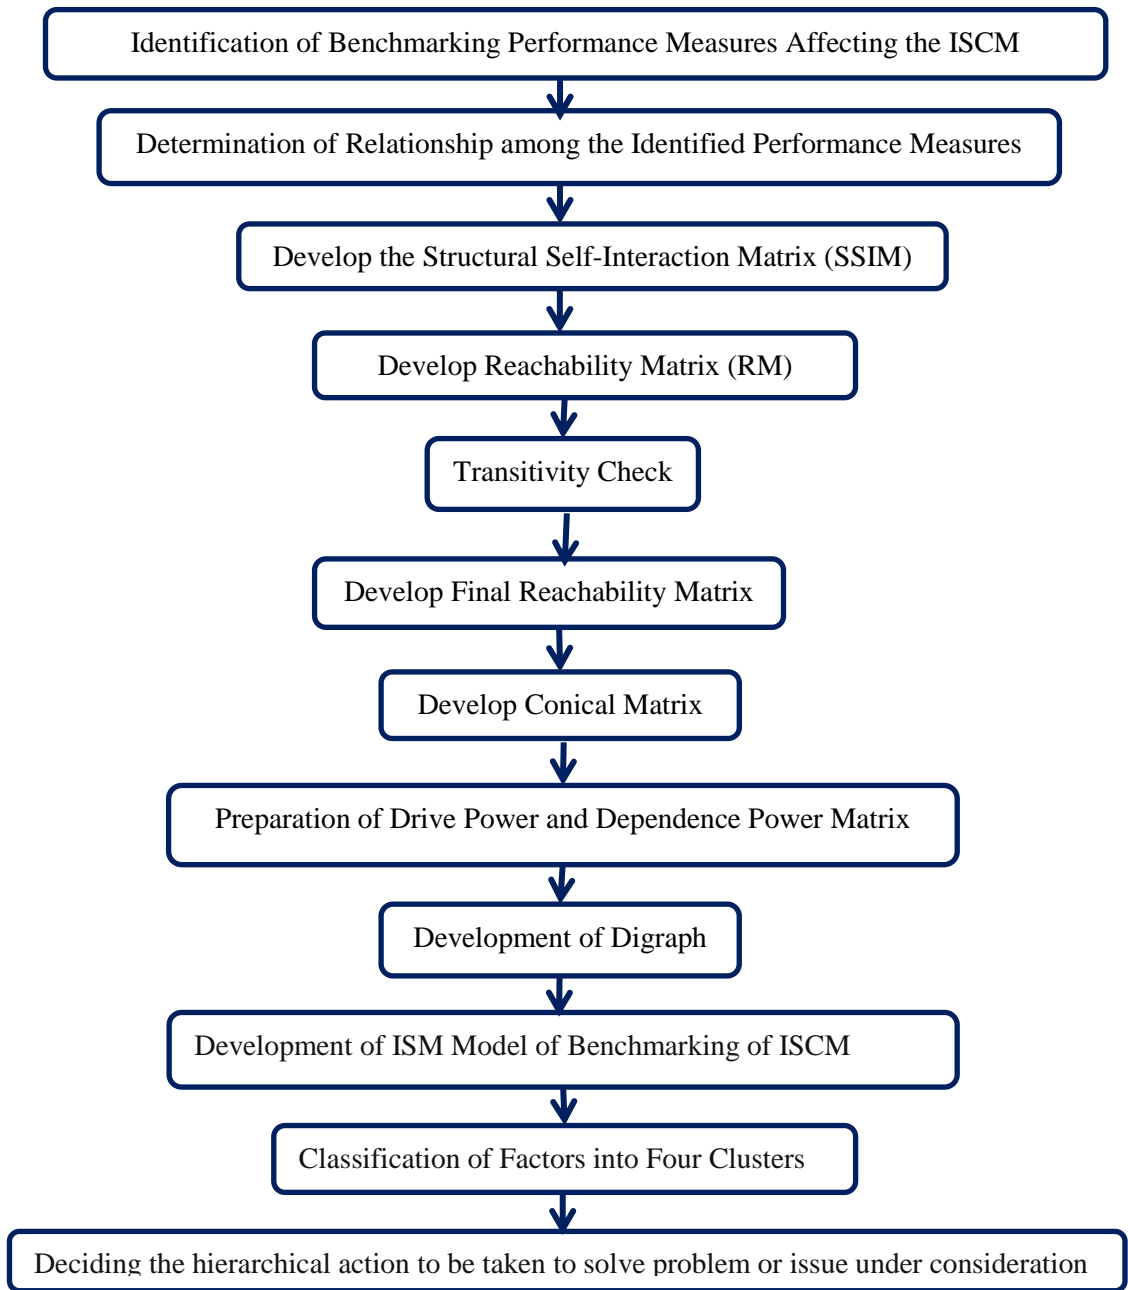 Identification of Benchmarking Performance Measures Affecting the ISCM
Determination of Relationship among the Identified Performance Measures
Develop the Structural Self-Interaction Matrix (SSIM)
Develop Reachability Matrix (RM)
Transitivity Check
Develop Final Reachability Matrix
Develop Conical Matrix
Preparation of Drive Power and Dependence Power Matrix
Development of Digraph
Development of ISM Model of Benchmarking of ISCM
Classification of Factors into Four Clusters
Deciding the hierarchical action to be taken to solve problem or issue under consideration